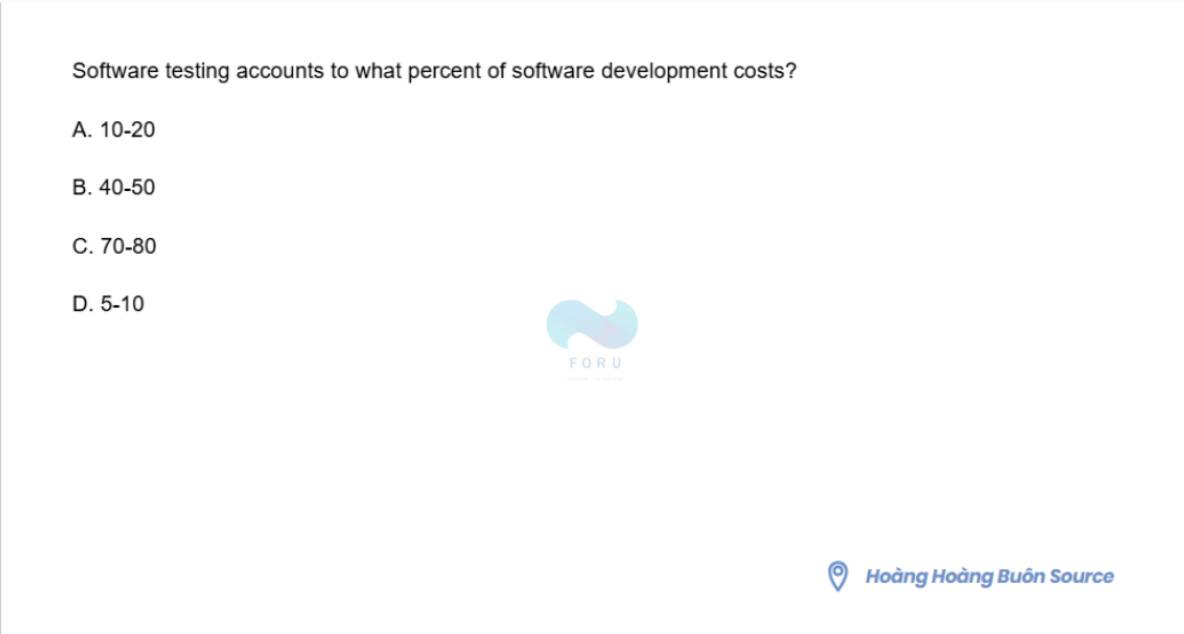 Software testing accounts to what percent of software development costs?
A. 10-20
B. 40-50
C. 70-80
D. 5-10
FORU
Hoàng Hoàng Buôn Source